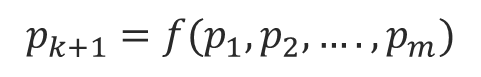 p_{k+1} = f(p_1, p_2, ...., p_m)